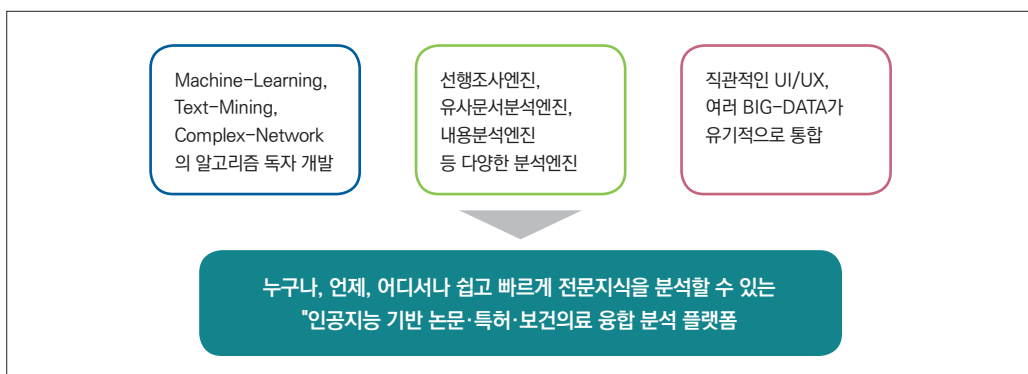 Machine-Learning,
Text-Mining,
Complex-Network
의 알고리즘 독자 개발
선행조사엔진,
유사문서분석엔진,
내용분석엔진
등 다양한 분석엔진
직관적인 UI/UX,
여러 BIG-DATA가
유기적으로 통합
누구나, 언제, 어디서나 쉽고 빠르게 전문지식을 분석할 수 있는
"인공지능 기반 논문·특허·보건의료 융합 분석 플랫폼